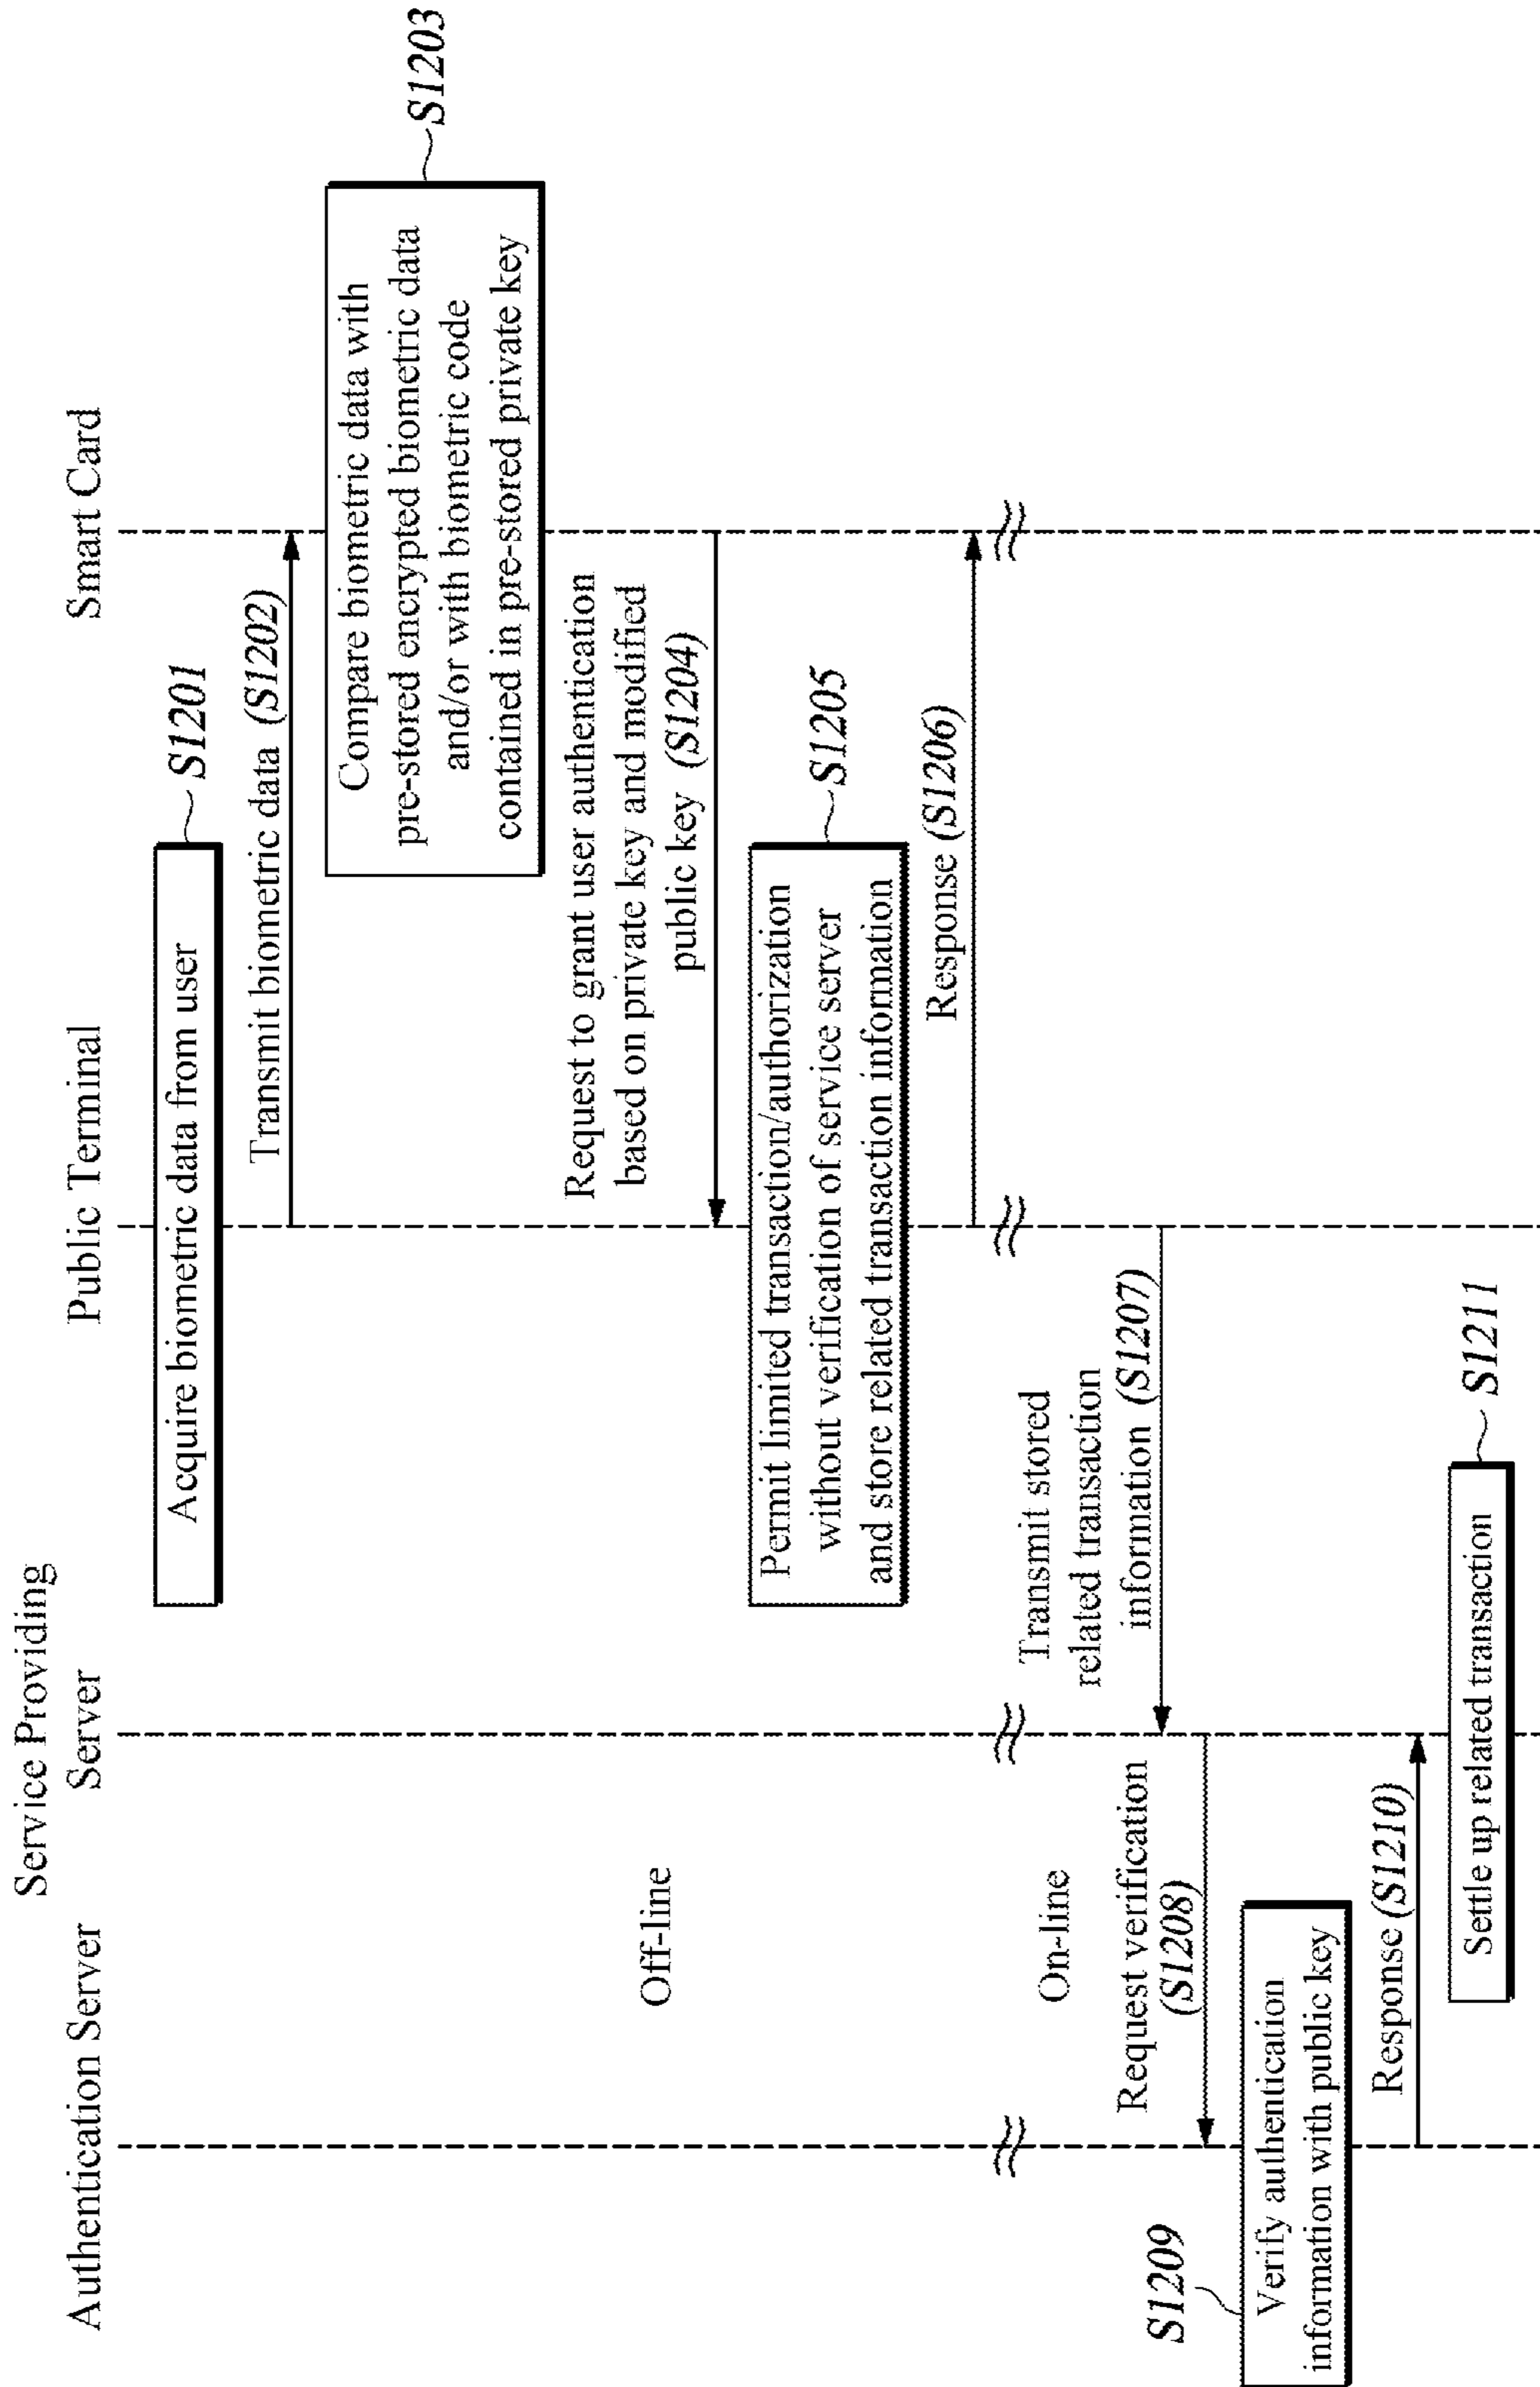 Authentication Server
Service Providing
Server
Public Terminal
Smart Card
Acquire biometric data from user
S1201
Transmit biometric data (S1202)
Compare biometric data with
pre-stored encrypted biometric data
and/or with biometric code
contained in pre-stored private key
S1203
Off-line
Request to grant user authentication
based on private key and modified
public key (S1204)
Permit limited transaction/authorization
without verification of service server
and store related transaction information
S1205
Response (S1206)
On-line
Transmit stored
related transaction
information (S1207)
Request verification
(S1208)
S1209
Verify authentication
information with public key
Response (S1210)
Settle up related transaction
S1211